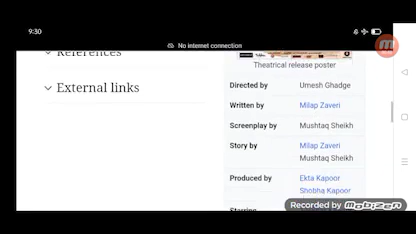 9:30
No internet connection
References
External links
Theatrical release poster
Directed by Umesh Ghadge
Written by Milap Zaveri
Screenplay by Mushtaq Sheikh
Story by Milap Zaveri
Mushtaq Sheikh
Produced by Ekta Kapoor
Shobha Kapoor
Starring
Recorded by
MOBIZEN